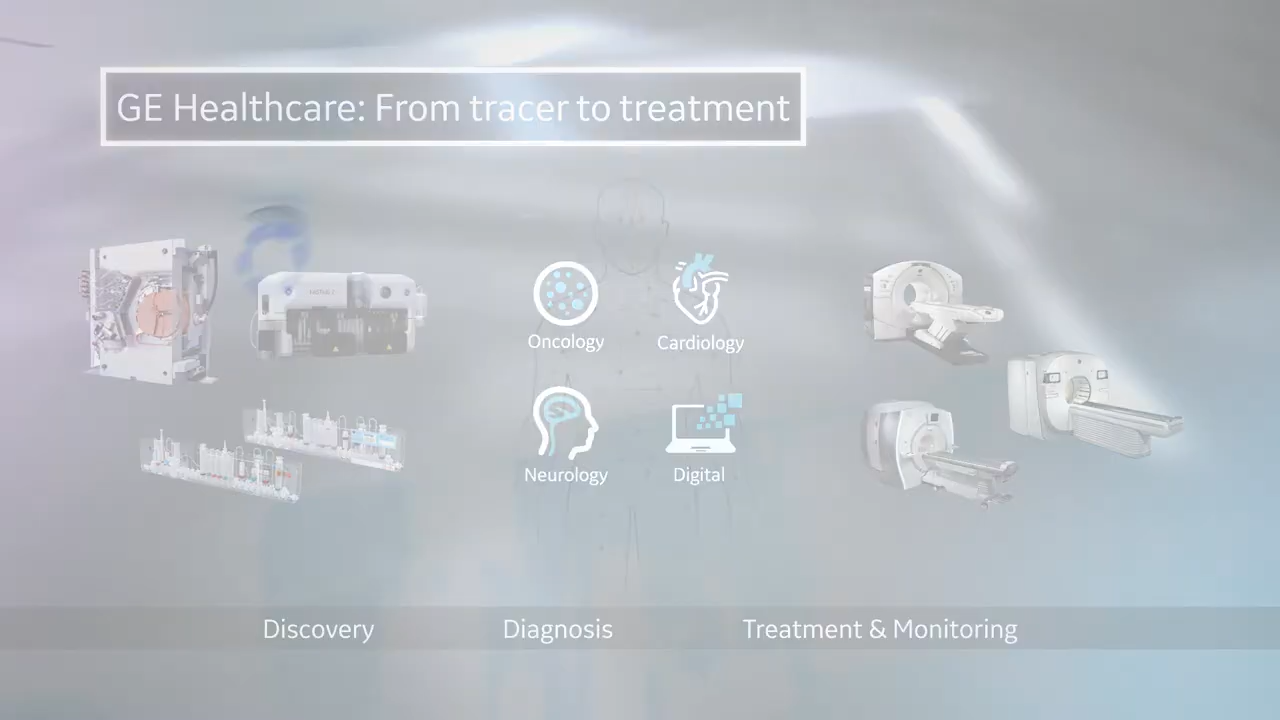 GE Healthcare: From tracer to treatment
Oncology
Cardiology
Neurology
Digital
Discovery
Diagnosis
Treatment & Monitoring